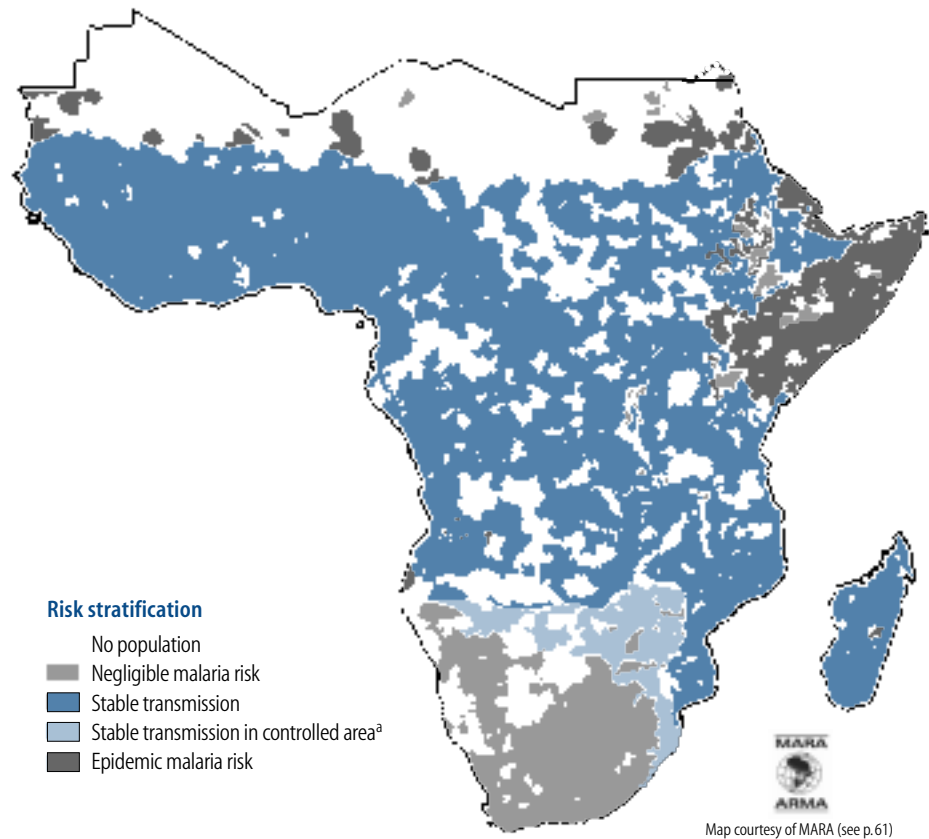 Risk stratification
No population
Negligible malaria risk
Stable transmission
Stable transmission in controlled areaª
Epidemic malaria risk
MARA
ARMA
Map courtesy of MARA (see p.61)